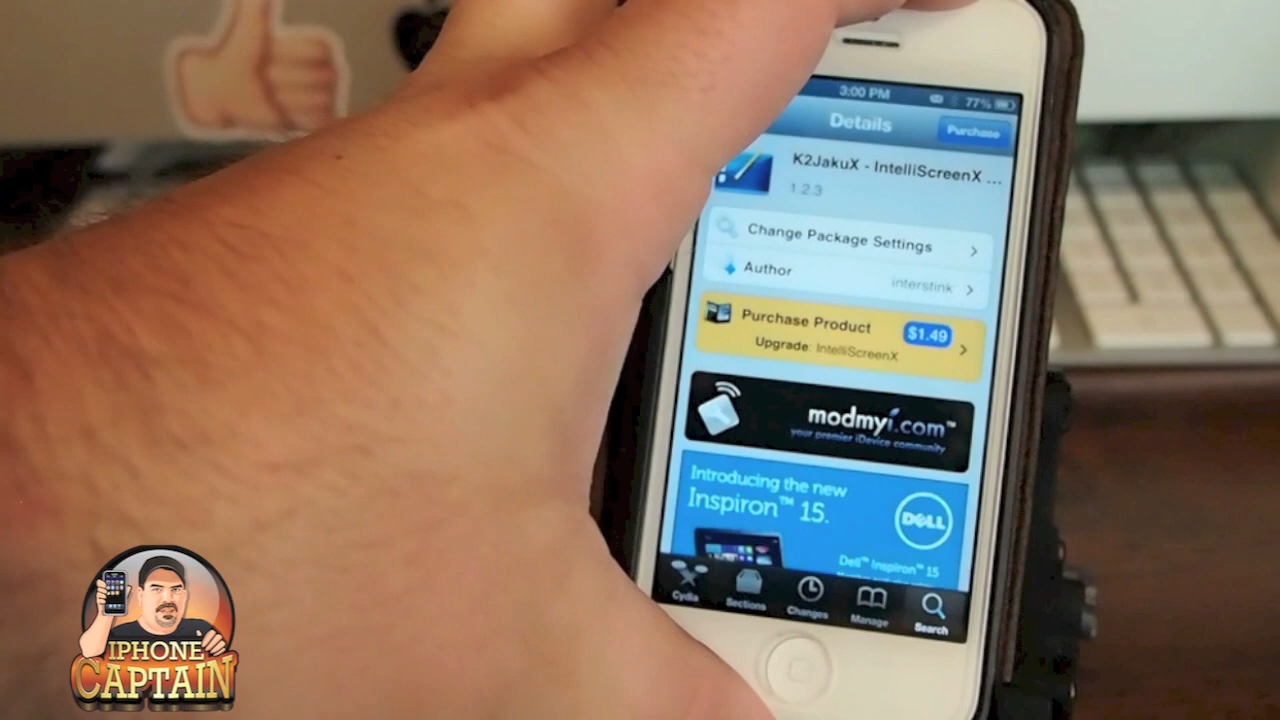 3:00 PM 77%
Details Purchase
K2JakuX - IntelliScreenX ...
1.2.3
Change Package Settings
Author interstink
Purchase Product $1.49
Upgrade: IntelliScreenX
modmyi.com™
your premier iDevice community
Introducing the new
Inspiron™ 15.
DELL
Dell™ Inspiron™ 15
Cydia Sections Changes Manage Search
IPHONE
CAPTAIN